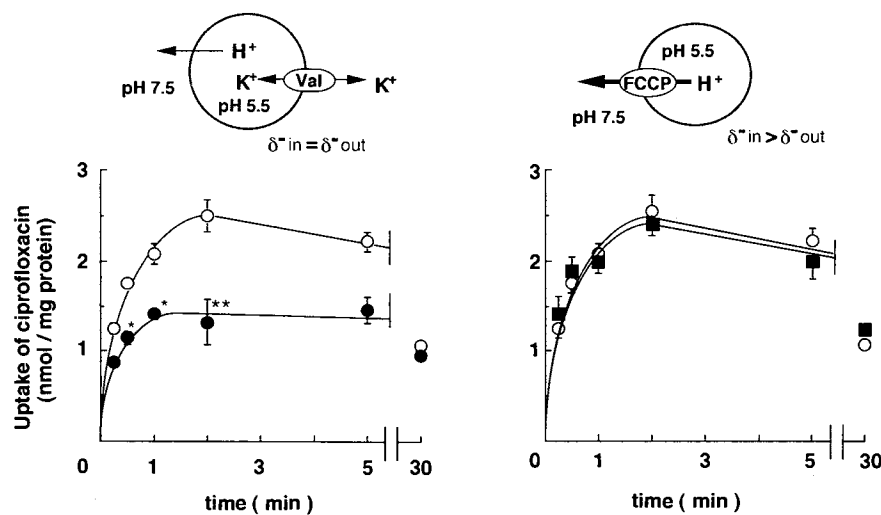 H+
K+
Val
K+
pH 7.5
pH 5.5
δ⁻ in = δ⁻ out
pH 5.5
FCCP
H+
pH 7.5
δ⁻ in > δ⁻ out
Uptake of ciprofloxacin
(nmol / mg protein)
3
2
1
*
*
**
0
1
3
5
30
time ( min )
3
2
1
0
1
3
5
30
time ( min )